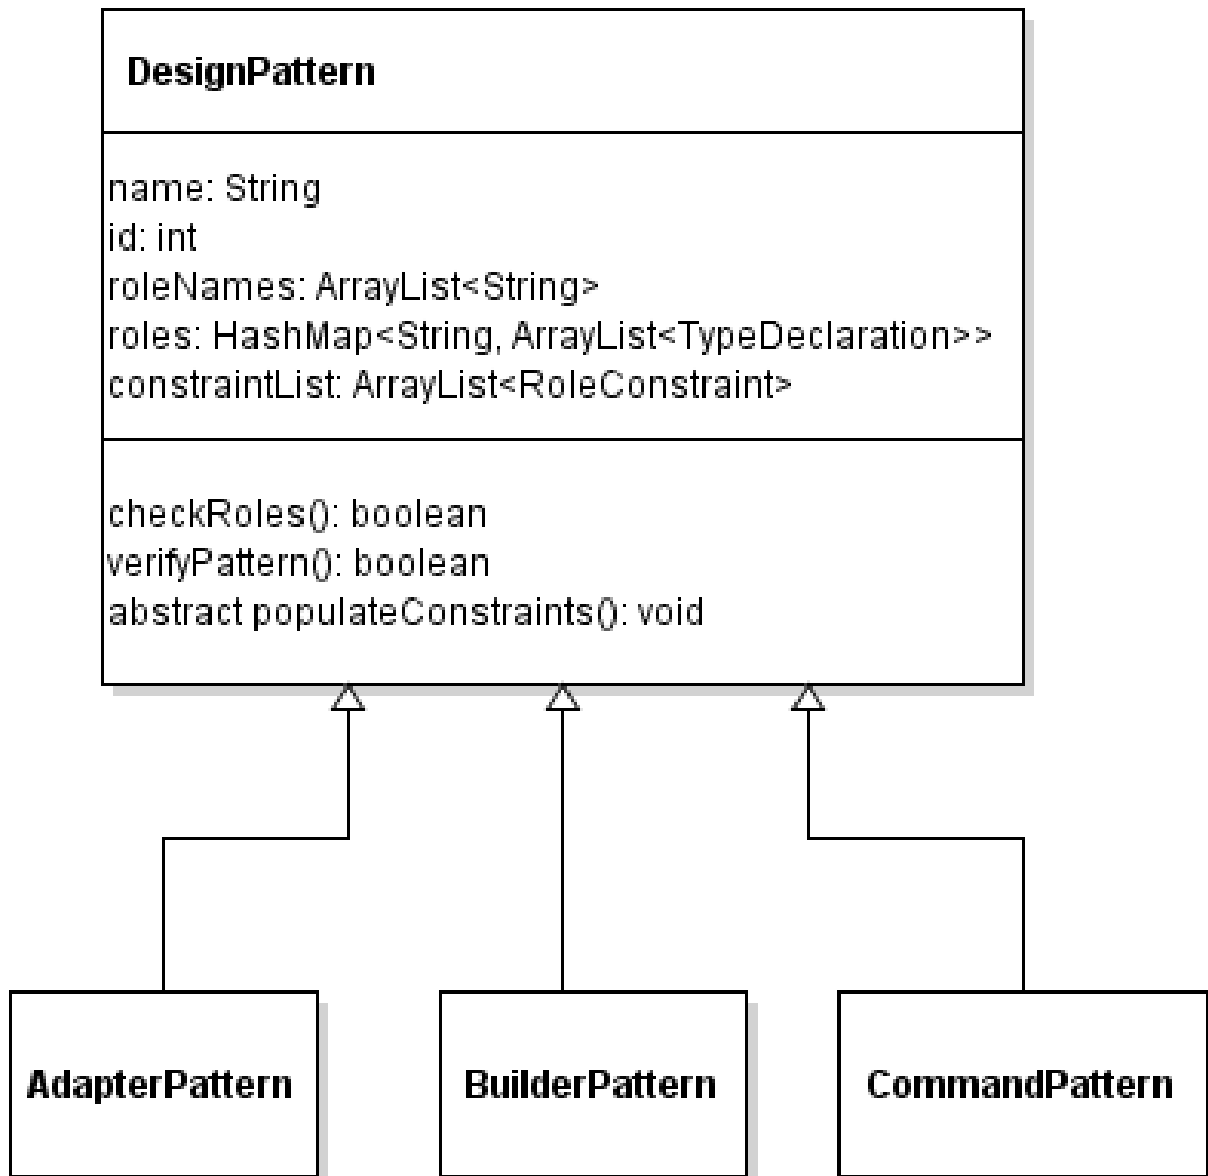 DesignPattern
name: String
id: int
roleNames: ArrayList<String>
roles: HashMap<String, ArrayList<TypeDeclaration>>
constraintList: ArrayList<RoleConstraint>
checkRoles(): boolean
verifyPattern(): boolean
abstract populateConstraints(): void
AdapterPattern
BuilderPattern
CommandPattern